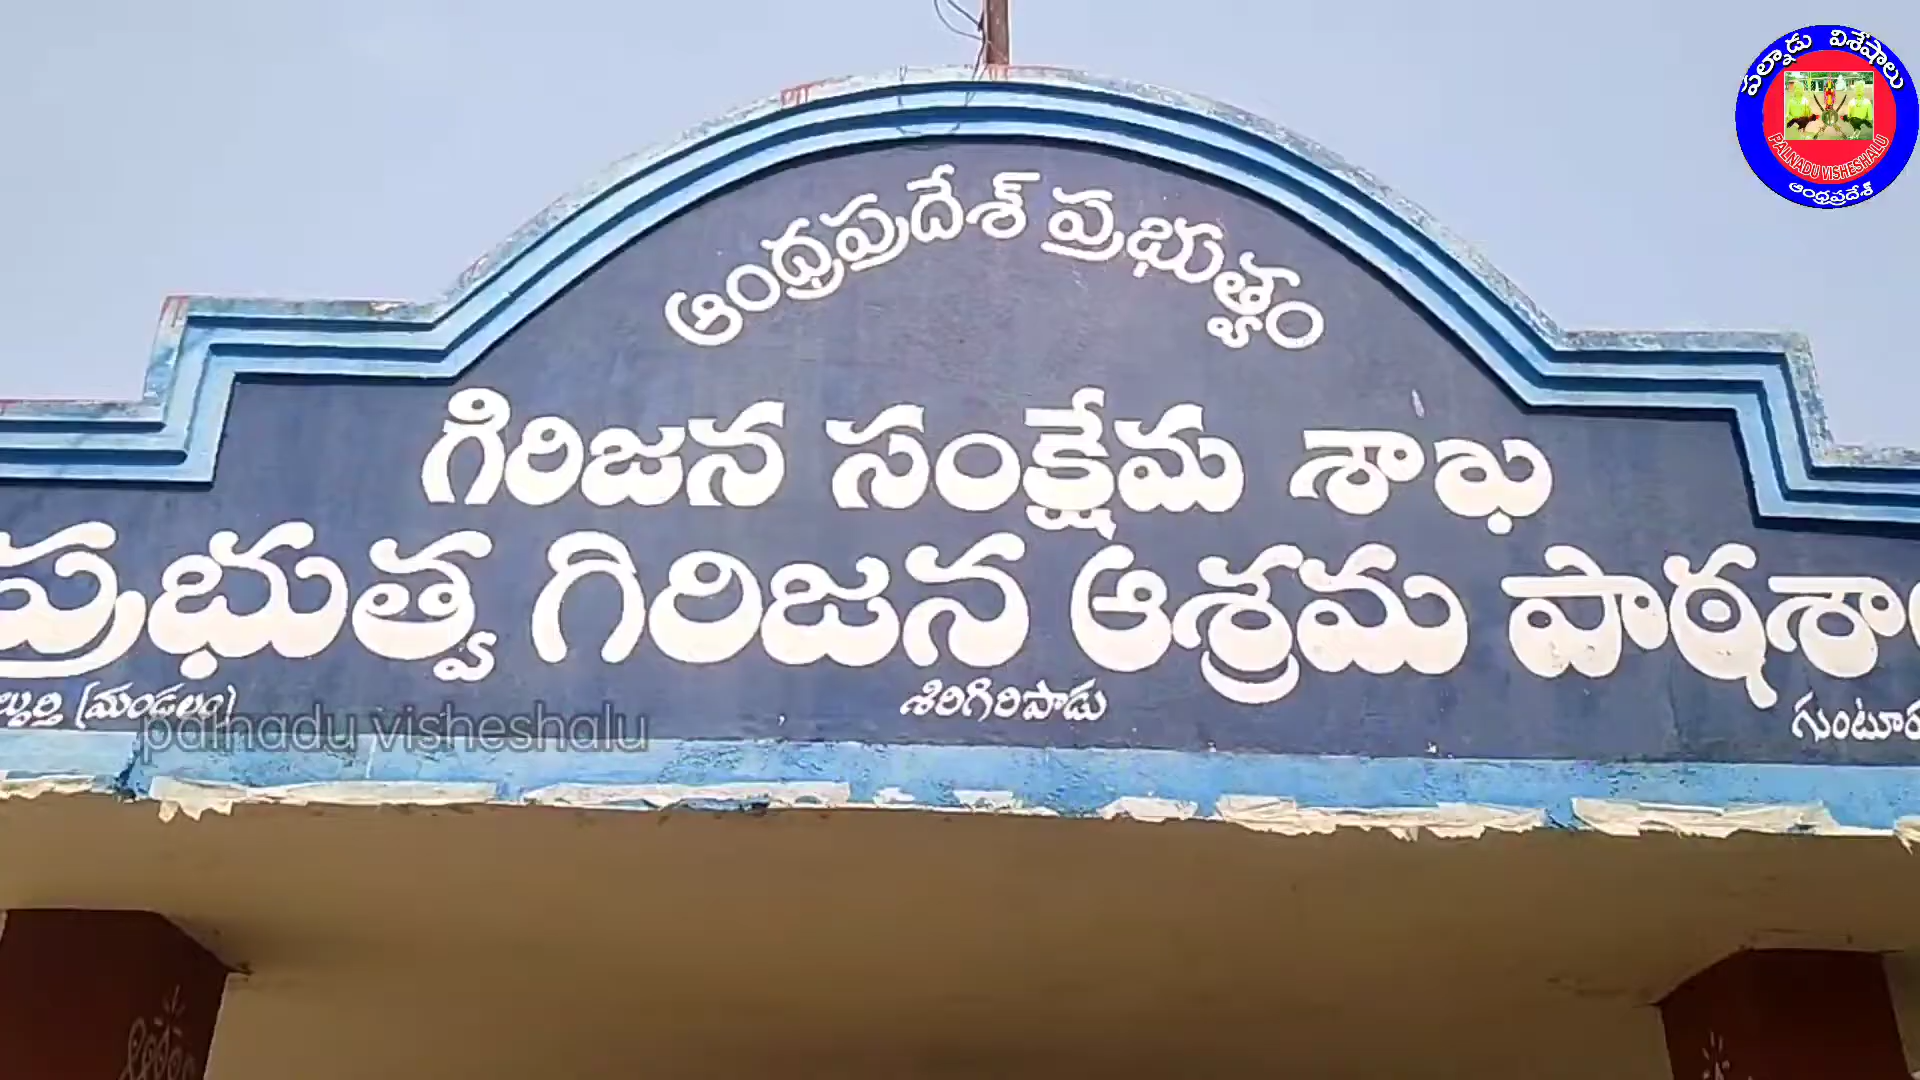 ఆంధ్రప్రదేశ్ ప్రభుత్వం
గిరిజన సంక్షేమ శాఖ
ప్రభుత్వ గిరిజన ఆశ్రమ పాఠశా
(మండలం) శిరిగిరిపాడు గుంటూరు
palnadu visheshalu
పల్నాడు విశేషాలు
PALNADU VISHESHALU
ఆంధ్రప్రదేశ్